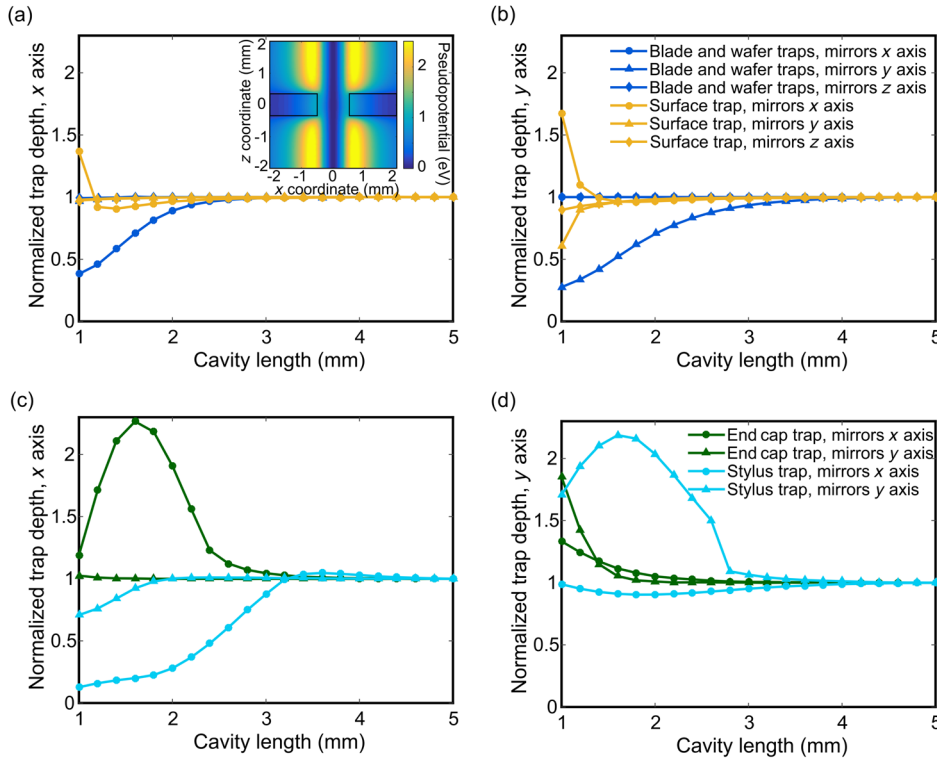 (a)
Normalized trap depth, x axis
2
1.5
1
0.5
0
1
2
3
4
5
Cavity length (mm)
z coordinate (mm)
2
1
0
-1
-2
−2
−1
0
1
2
x coordinate (mm)
2
1
0
Pseudopotential (eV)
(b)
Normalized trap depth, y axis
2
1.5
1
0.5
0
1
2
3
4
5
Cavity length (mm)
Blade and wafer traps, mirrors x axis
Blade and wafer traps, mirrors y axis
Blade and wafer traps, mirrors z axis
Surface trap, mirrors x axis
Surface trap, mirrors y axis
Surface trap, mirrors z axis
(c)
Normalized trap depth, x axis
2
1.5
1
0.5
0
1
2
3
4
5
Cavity length (mm)
(d)
Normalized trap depth, y axis
2
1.5
1
0.5
0
1
2
3
4
5
Cavity length (mm)
End cap trap, mirrors x axis
End cap trap, mirrors y axis
Stylus trap, mirrors x axis
Stylus trap, mirrors y axis